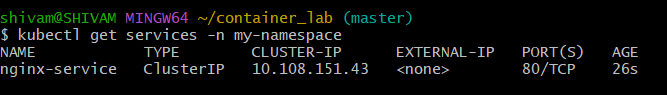 shivam@SHIVAM MINGW64 ~/container_lab (master)
$ kubectl get services -n my-namespace
NAME            TYPE        CLUSTER-IP      EXTERNAL-IP   PORT(S)   AGE
nginx-service   ClusterIP   10.108.151.43   <none>        80/TCP    26s